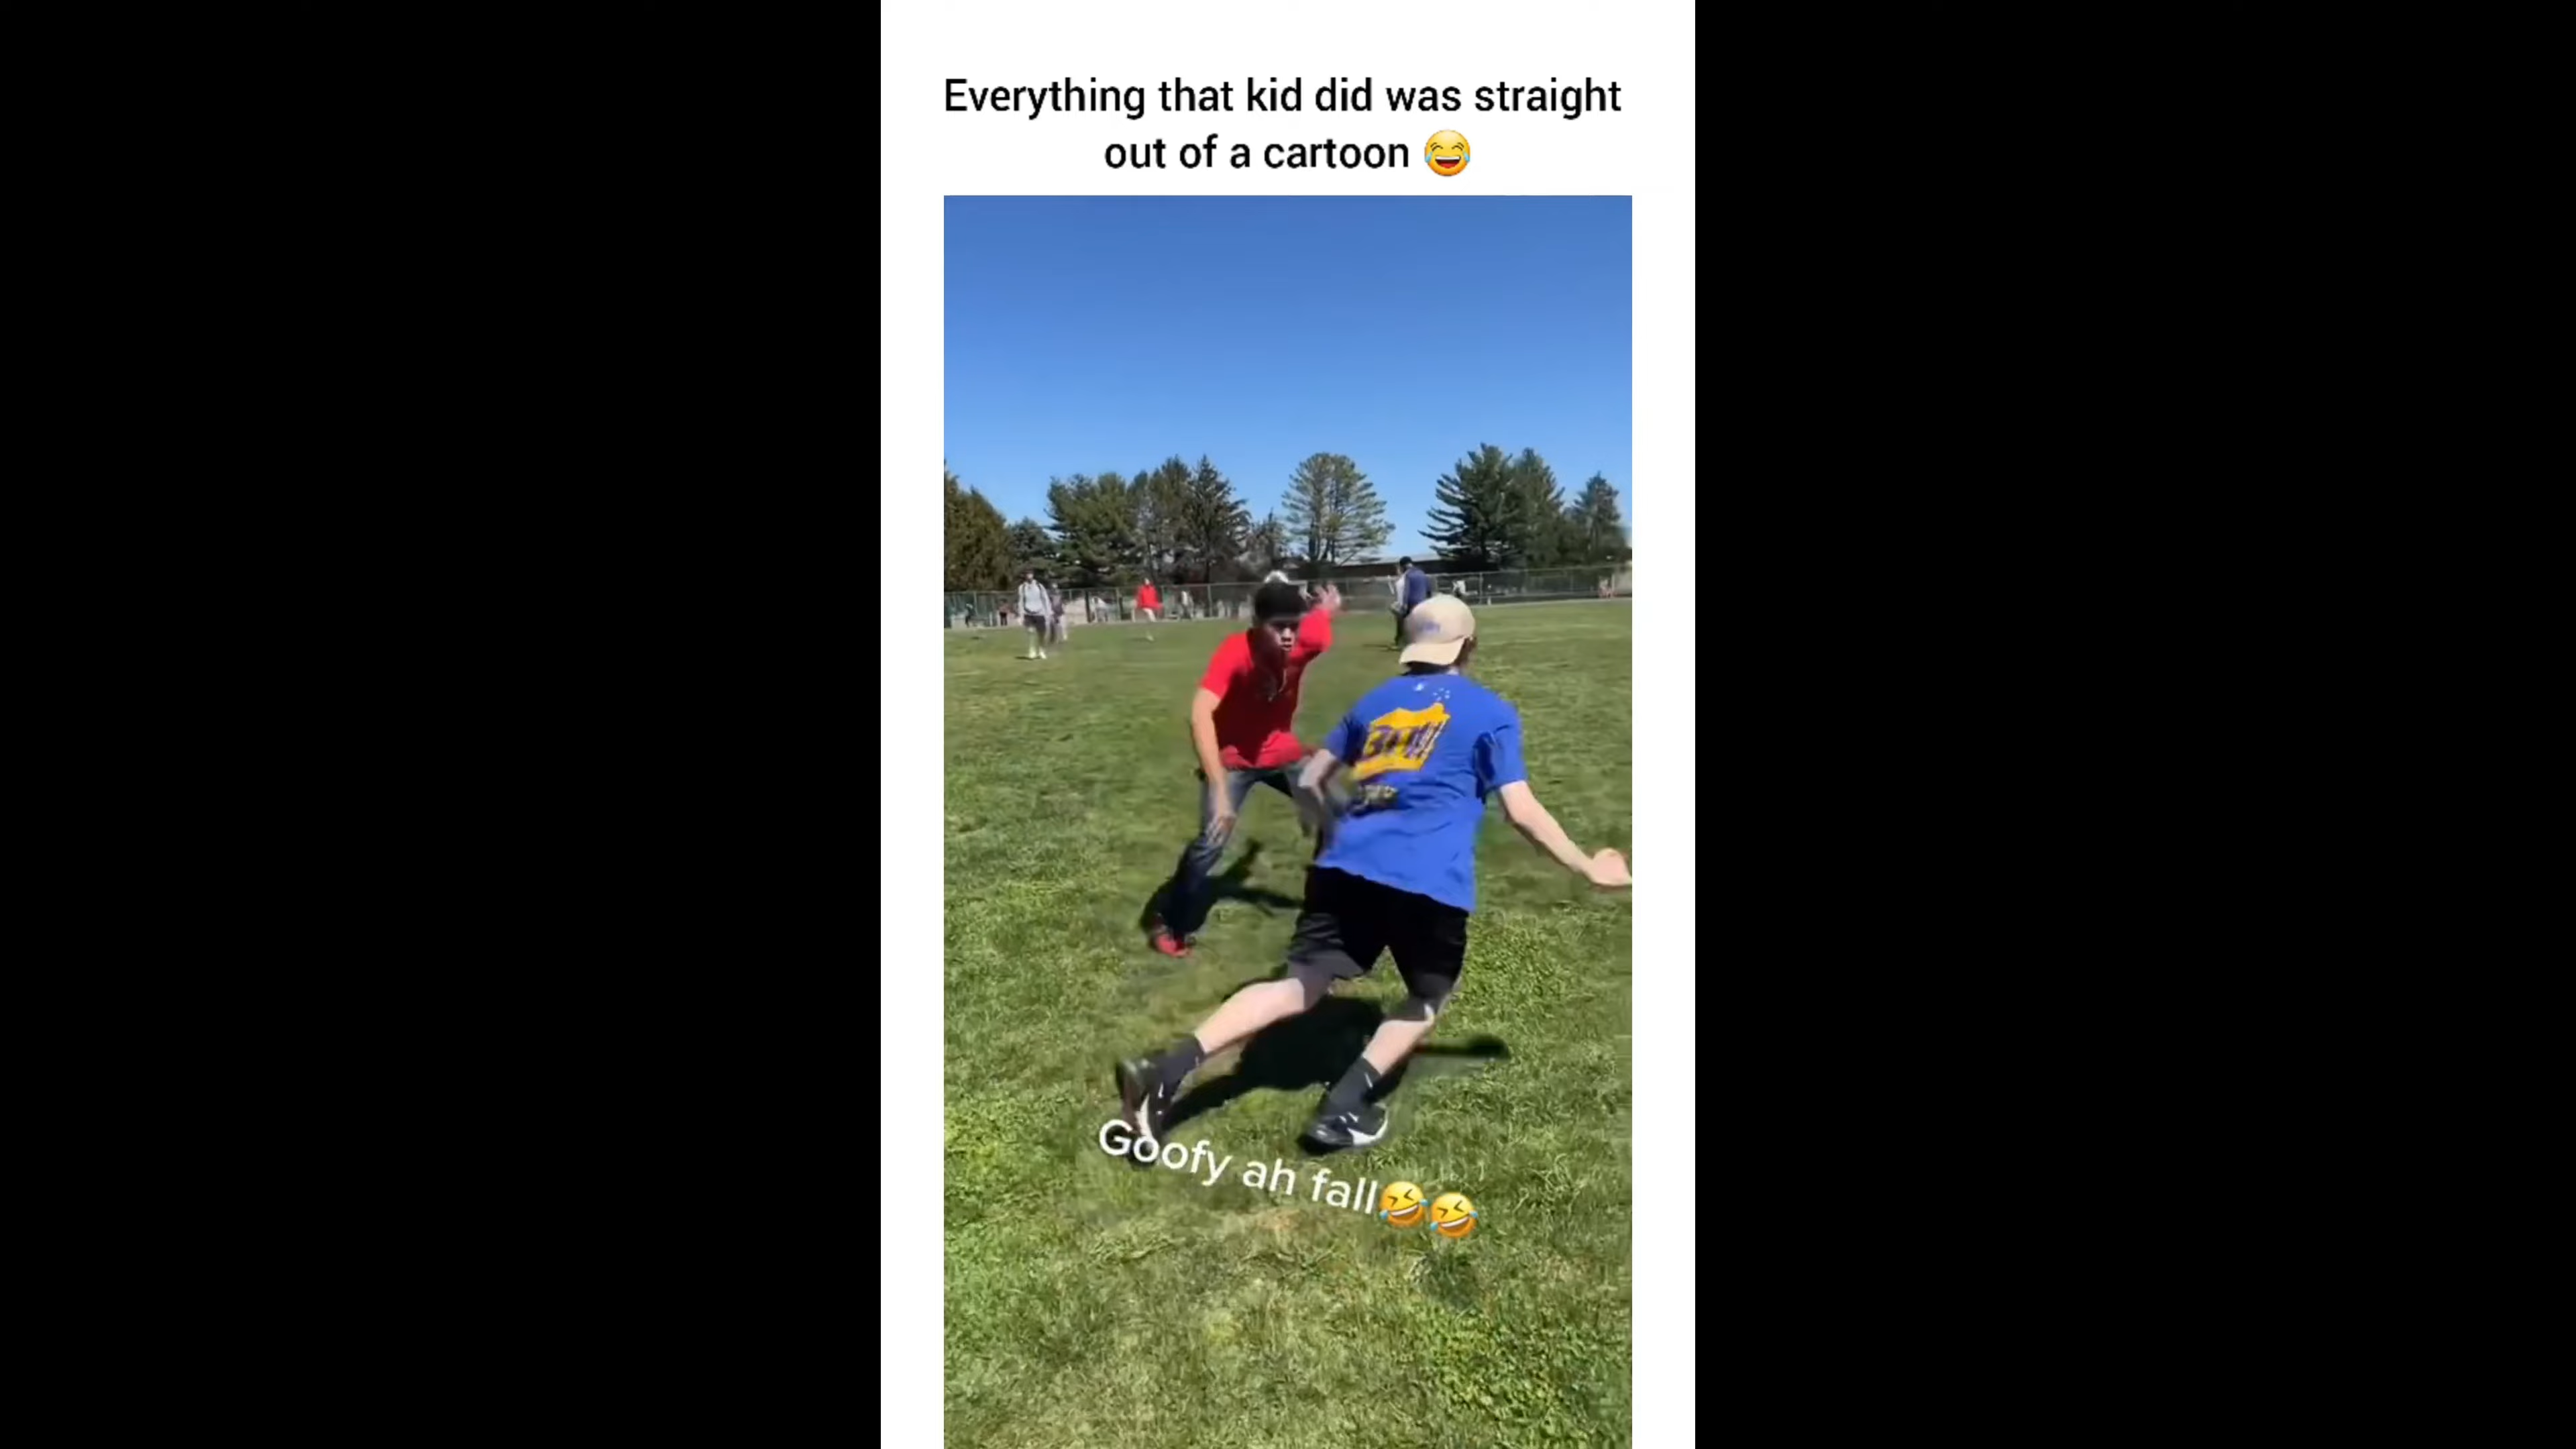 Everything that kid did was straight
out of a cartoon 😂
Goofy ah fall🤣🤣